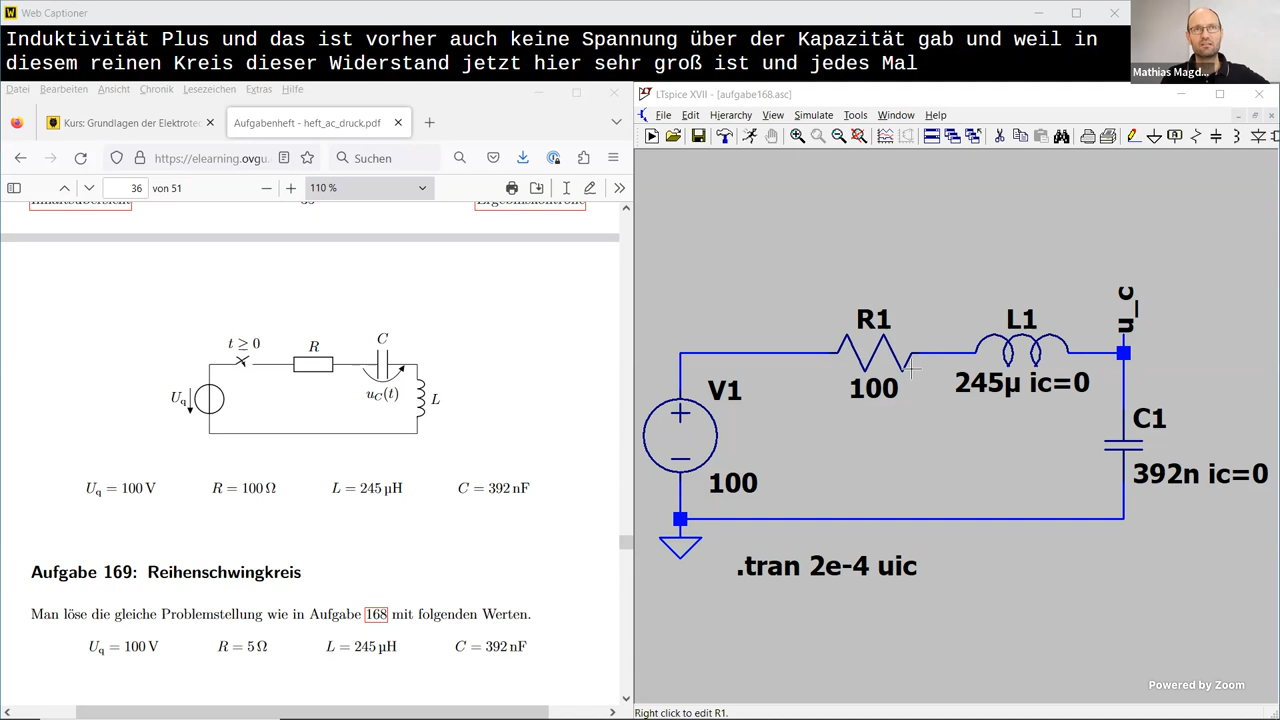 Web Captioner
Induktivität Plus und das ist vorher auch keine Spannung über der Kapazität gab und weil in
diesem reinen Kreis dieser Widerstand jetzt hier sehr groß ist und jedes Mal
Mathias Magd...
Datei Bearbeiten Ansicht Chronik Lesezeichen Extras Hilfe
Kurs: Grundlagen der Elektrote
Aufgabenheft - heft_ac_druck.pdf
https://elearning.ovgu.
Suchen
36 von 51
110 %
t ≥ 0
R
C
U_q
u_C(t)
L
U_q = 100 V R = 100 Ω L = 245 µH C = 392 nF
Aufgabe 169: Reihenschwingkreis
Man löse die gleiche Problemstellung wie in Aufgabe 168 mit folgenden Werten.
U_q = 100 V R = 5 Ω L = 245 µH C = 392 nF
LTspice XVII - [aufgabe168.asc]
File Edit Hierarchy View Simulate Tools Window Help
u_c
R1
L1
100
245µ ic=0
V1
C1
100
392n ic=0
.tran 2e-4 uic
Powered by Zoom
Right click to edit R1.